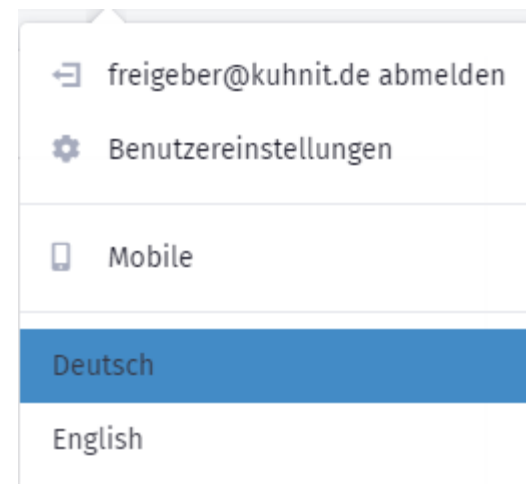 freigeber@kuhnit.de abmelden
Benutzereinstellungen
Mobile
Deutsch
English